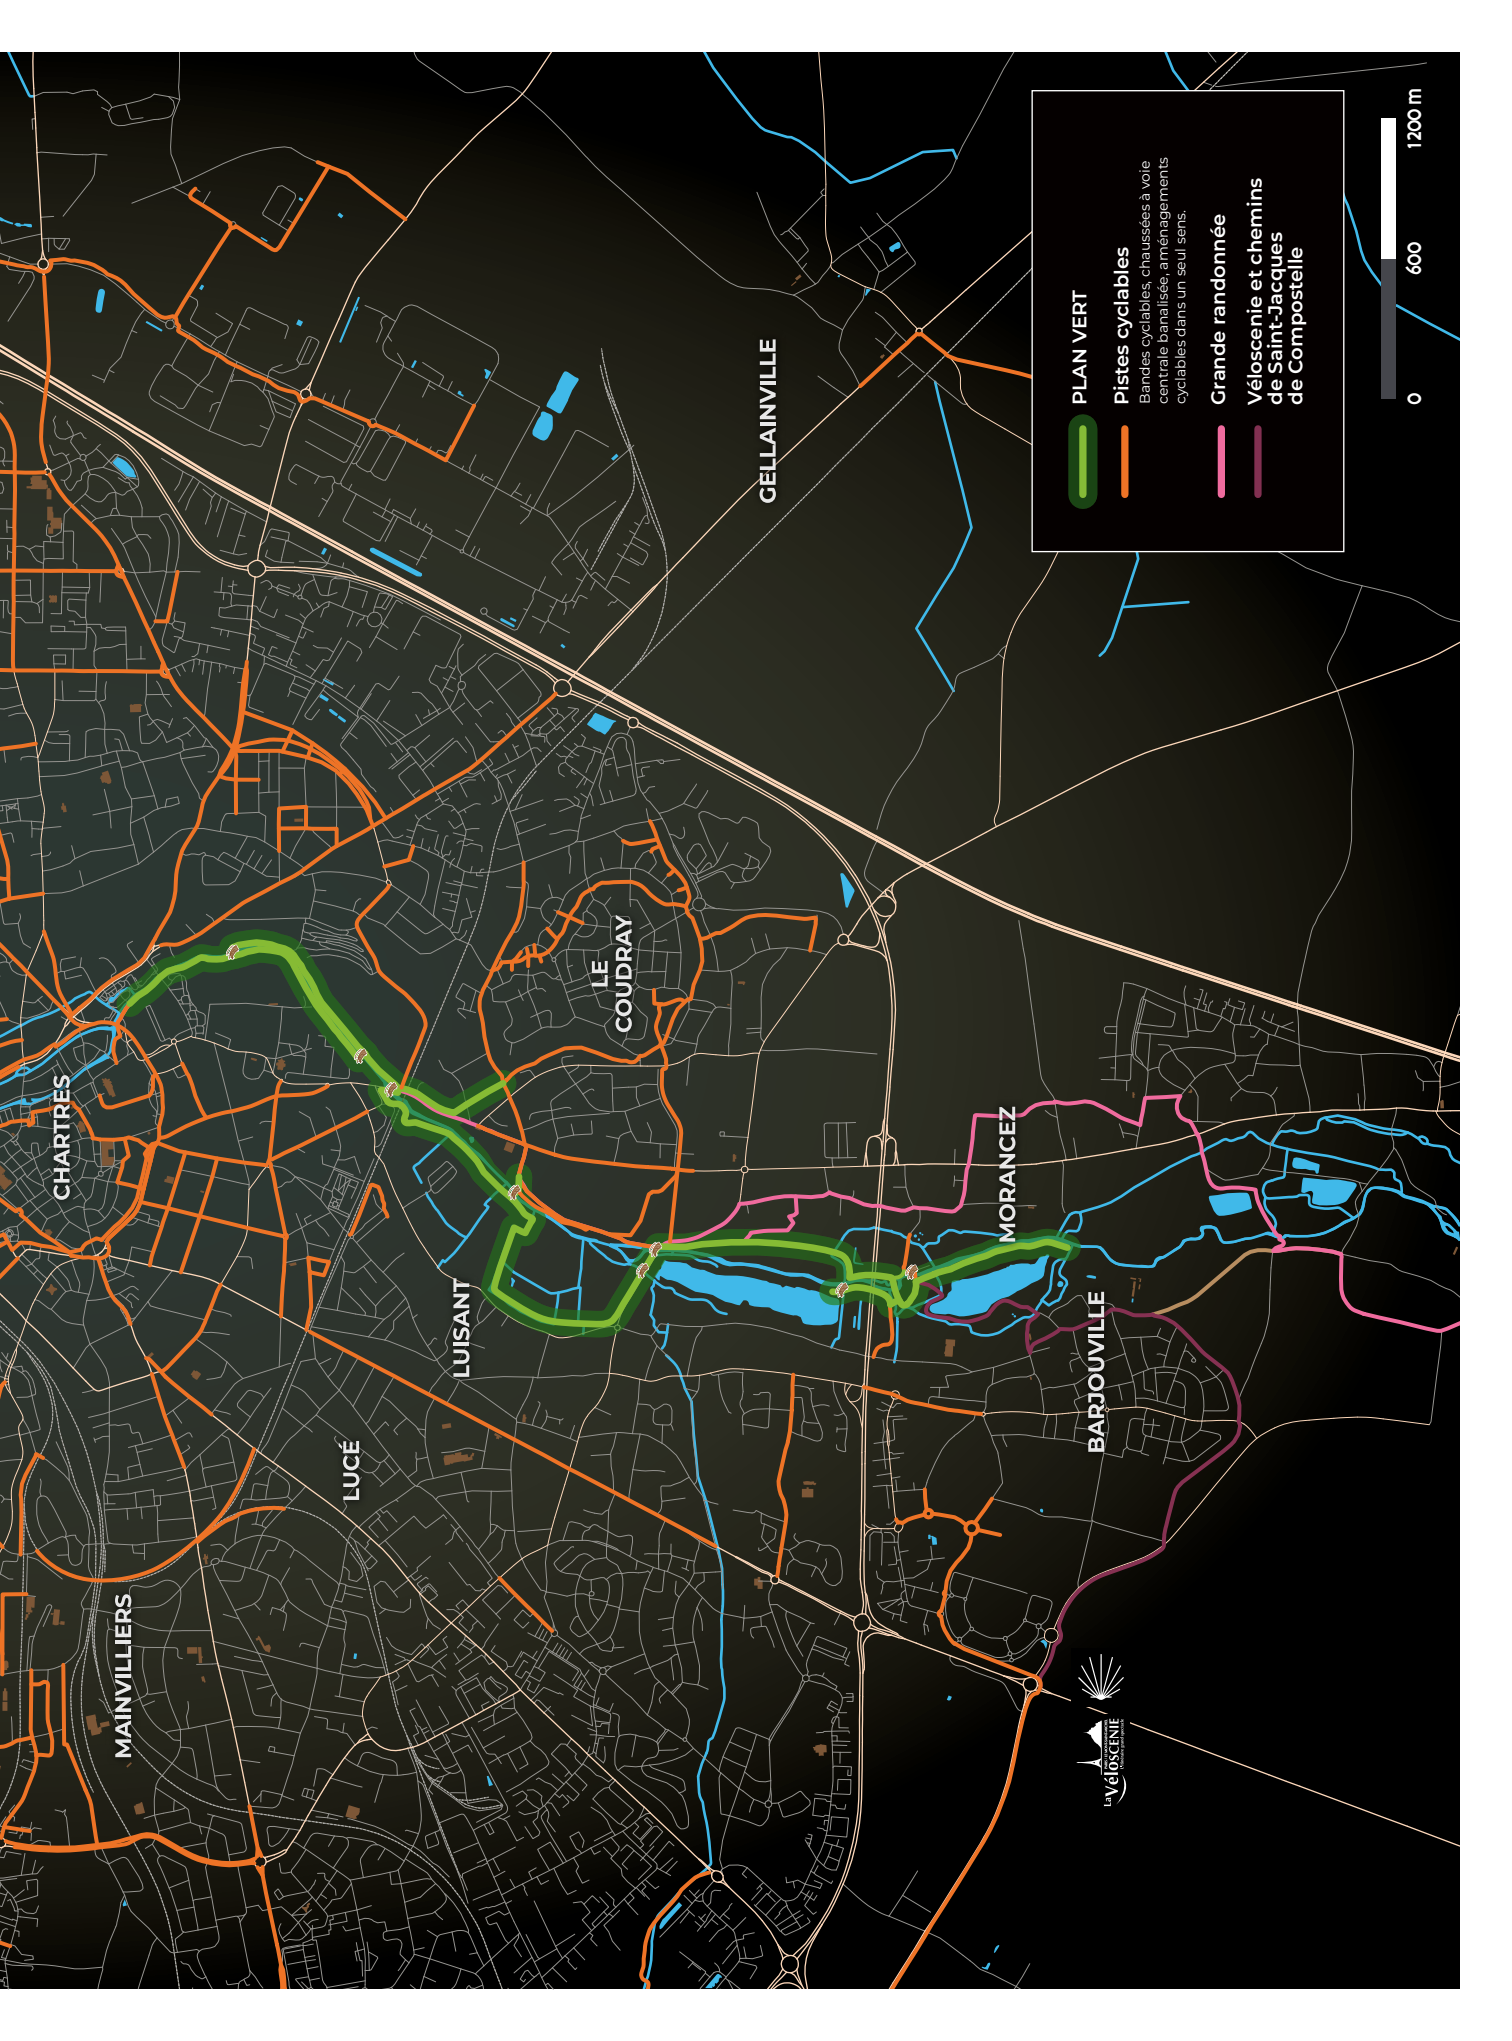 MAINVILLIERS
LUCÉ
CHARTRES
LUISANT
LE
COUDRAY
GELLAINVILLE
MORANCEZ
BARJOUVILLE
La VéloSCENIE
PLAN VERT
Pistes cyclables
Bandes cyclables, chaussées à voie
centrale banalisée, aménagements
cyclables dans un seul sens.
Grande randonnée
Véloscenie et chemins
de Saint-Jacques
de Compostelle
0 600 1200 m